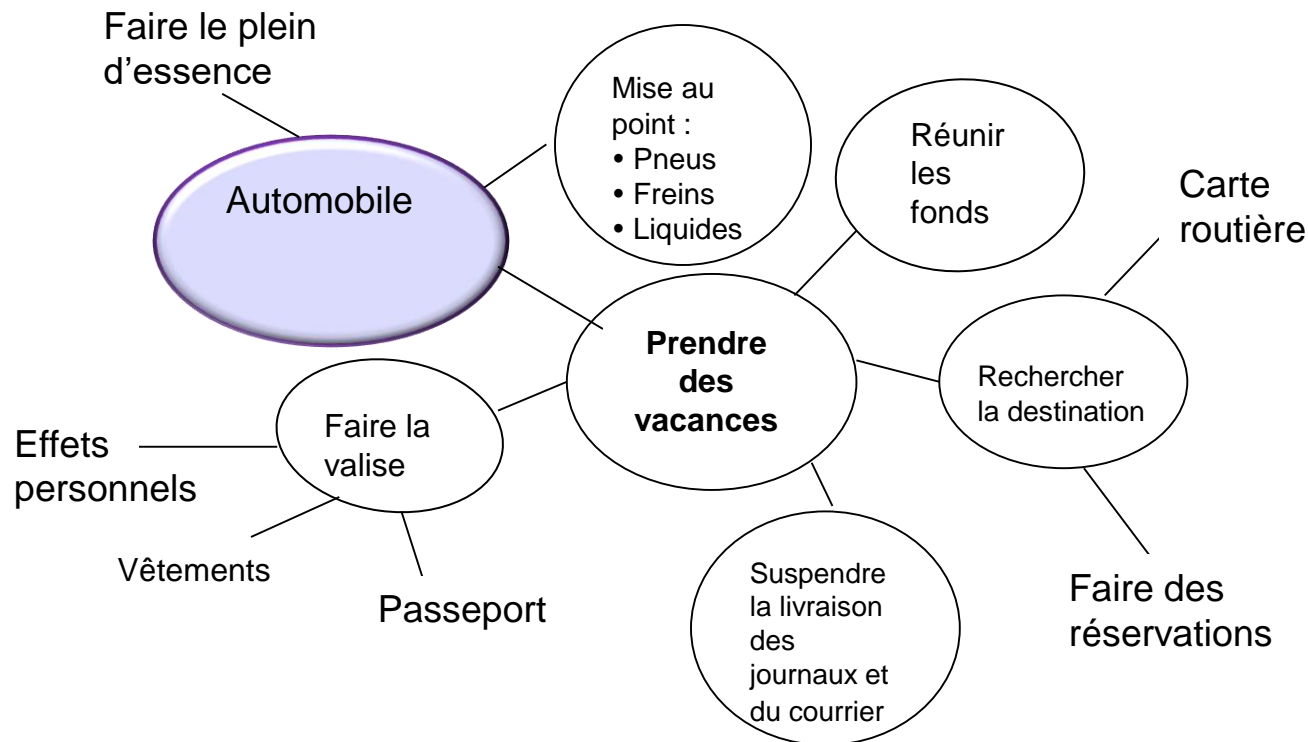 Faire le plein
d’essence
Mise au
point :
• Pneus
• Freins
• Liquides
Réunir
les
fonds
Automobile
Carte
routière
Prendre
des
vacances
Rechercher
la destination
Faire la
valise
Effets
personnels
Vêtements
Passeport
Suspendre
la livraison
des
journaux et
du courrier
Faire des
réservations